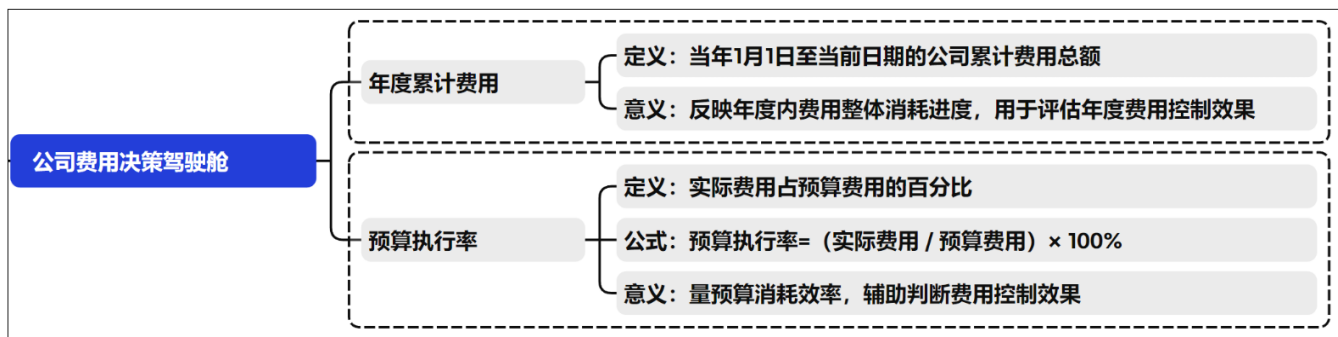 公司费用决策驾驶舱
年度累计费用
定义：当年1月1日至当前日期的公司累计费用总额
意义：反映年度内费用整体消耗进度，用于评估年度费用控制效果
预算执行率
定义：实际费用占预算费用的百分比
公式：预算执行率=（实际费用 / 预算费用）× 100%
意义：量预算消耗效率，辅助判断费用控制效果